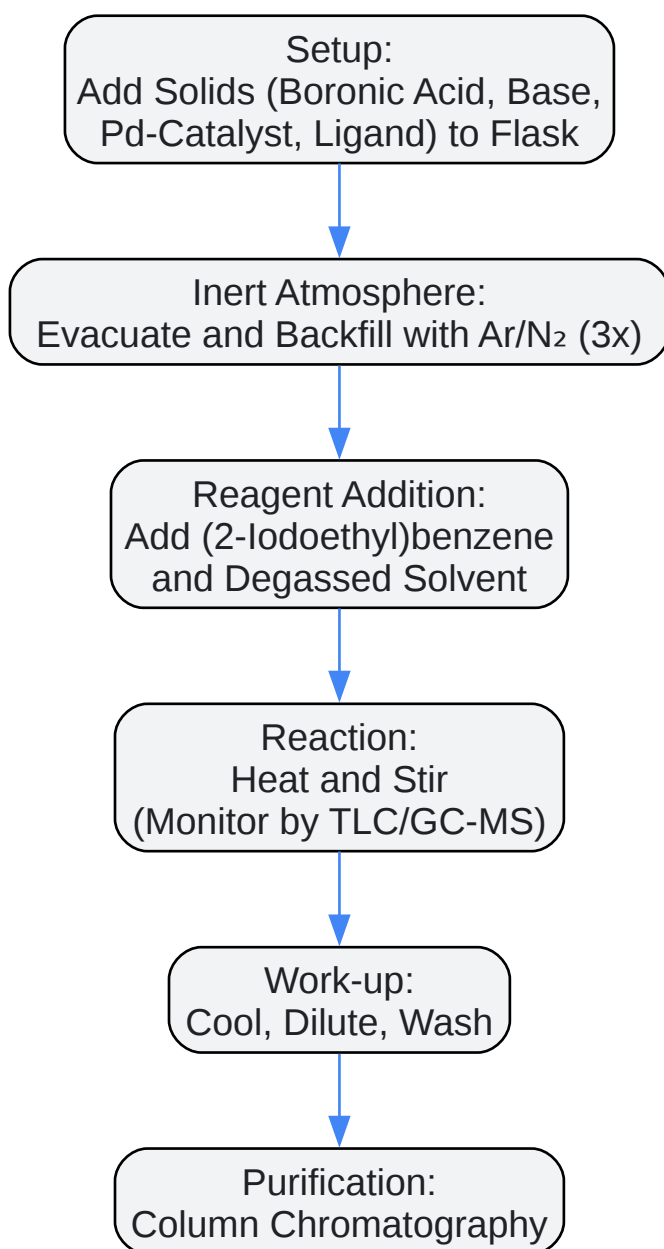 Setup:
Add Solids (Boronic Acid, Base,
Pd-Catalyst, Ligand) to Flask
Inert Atmosphere:
Evacuate and Backfill with Ar/N₂ (3x)
Reagent Addition:
Add (2-Iodoethyl)benzene
and Degassed Solvent
Reaction:
Heat and Stir
(Monitor by TLC/GC-MS)
Work-up:
Cool, Dilute, Wash
Purification:
Column Chromatography